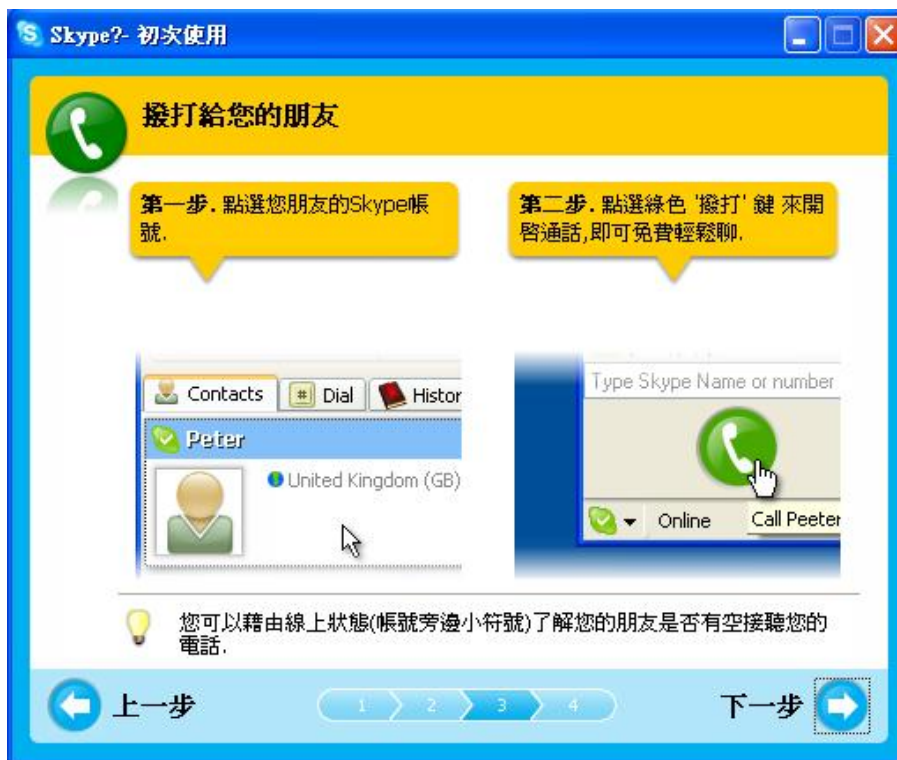 Skype?- 初次使用
撥打給您的朋友
第一步. 點選您朋友的Skype帳
號.
第二步. 點選綠色 '撥打' 鍵 來開
啓通話,即可免費輕鬆聊.
Contacts # Dial Histor
Peter
United Kingdom (GB)
Type Skype Name or number
Online
Call Peeter
您可以藉由線上狀態(帳號旁邊小符號)了解您的朋友是否有空接聽您的
電話.
上一步
1 2 3 4
下一步